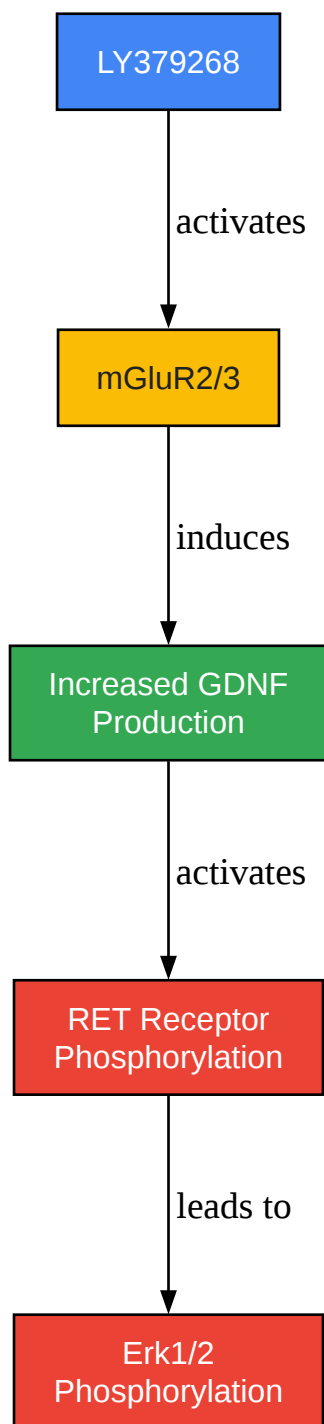 LY379268
activates
mGluR2/3
induces
Increased GDNF
Production
activates
RET Receptor
Phosphorylation
leads to
Erk1/2
Phosphorylation